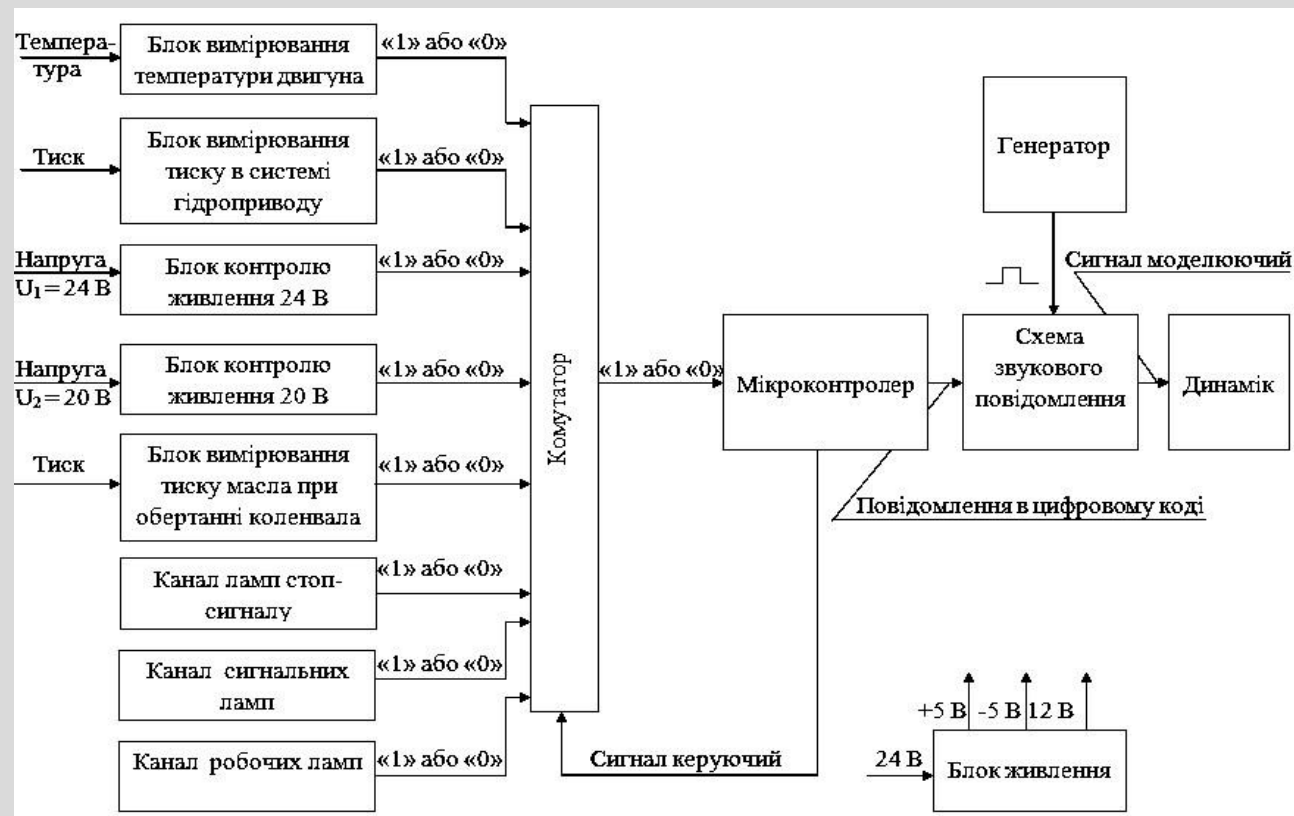 Темпера-
тура
Блок вимірювання
температури двигуна
«1» або «0»
Тиск
Блок вимірювання
тиску в системі
гідроприводу
«1» або «0»
Напруга
U₁=24 В
Блок контролю
живлення 24 В
«1» або «0»
Напруга
U₂=20 В
Блок контролю
живлення 20 В
«1» або «0»
Тиск
Блок вимірювання
тиску масла при
обертанні коленвала
«1» або «0»
Канал ламп стоп-
сигналу
«1» або «0»
Канал сигнальних
ламп
«1» або «0»
Канал робочих ламп
«1» або «0»
Комутатор
«1» або «0»
Мікроконтролер
Сигнал керуючий
Генератор
Сигнал моделюючий
Схема
звукового
повідомлення
Динамік
Повідомлення в цифровому коді
+5 В -5 В 12 В
24 В
Блок живлення